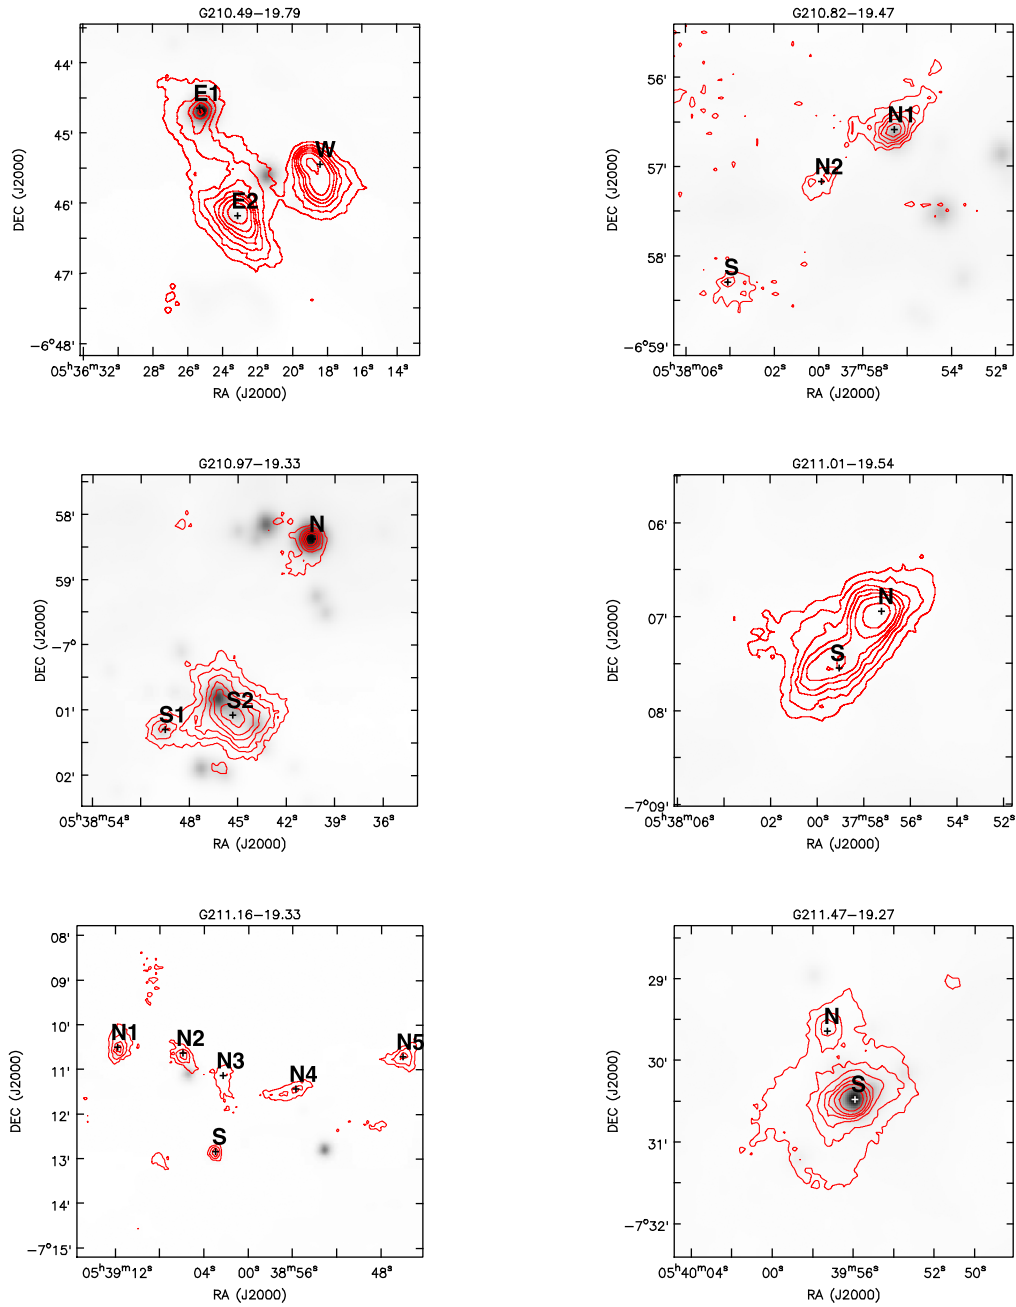 G210.49−19.79
DEC (J2000)
44'
45'
46'
47'
−6°48'
E1
W
E2
05ʰ36ᵐ32ˢ 28ˢ 26ˢ 24ˢ 22ˢ 20ˢ 18ˢ 16ˢ 14ˢ
RA (J2000)
G210.82−19.47
DEC (J2000)
56'
57'
58'
−6°59'
N1
N2
S
05ʰ38ᵐ06ˢ 02ˢ 00ˢ 37ᵐ58ˢ 54ˢ 52ˢ
RA (J2000)
G210.97−19.33
DEC (J2000)
58'
59'
−7°
01'
02'
N
S2
S1
05ʰ38ᵐ54ˢ 48ˢ 45ˢ 42ˢ 39ˢ 36ˢ
RA (J2000)
G211.01−19.54
DEC (J2000)
06'
07'
08'
−7°09'
N
S
05ʰ38ᵐ06ˢ 02ˢ 00ˢ 37ᵐ58ˢ 56ˢ 54ˢ 52ˢ
RA (J2000)
G211.16−19.33
DEC (J2000)
08'
09'
10'
11'
12'
13'
14'
−7°15'
N1
N2
N3
N4
N5
S
05ʰ39ᵐ12ˢ 04ˢ 00ˢ 38ᵐ56ˢ 48ˢ
RA (J2000)
G211.47−19.27
DEC (J2000)
29'
30'
31'
−7°32'
N
S
05ʰ40ᵐ04ˢ 00ˢ 39ᵐ56ˢ 52ˢ 50ˢ
RA (J2000)